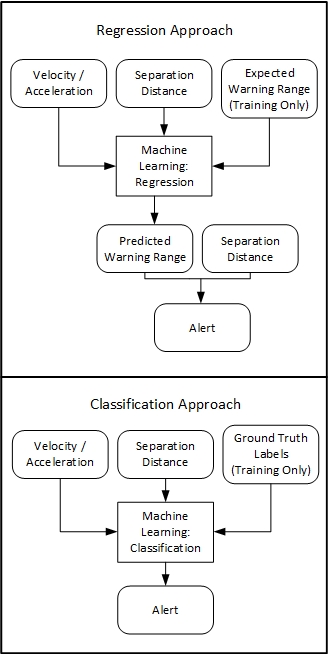 Regression Approach
Velocity /
Acceleration
Separation
Distance
Expected
Warning Range
(Training Only)
Machine
Learning:
Regression
Predicted
Warning Range
Separation
Distance
Alert
Classification Approach
Velocity /
Acceleration
Separation
Distance
Ground Truth
Labels
(Training Only)
Machine
Learning:
Classification
Alert